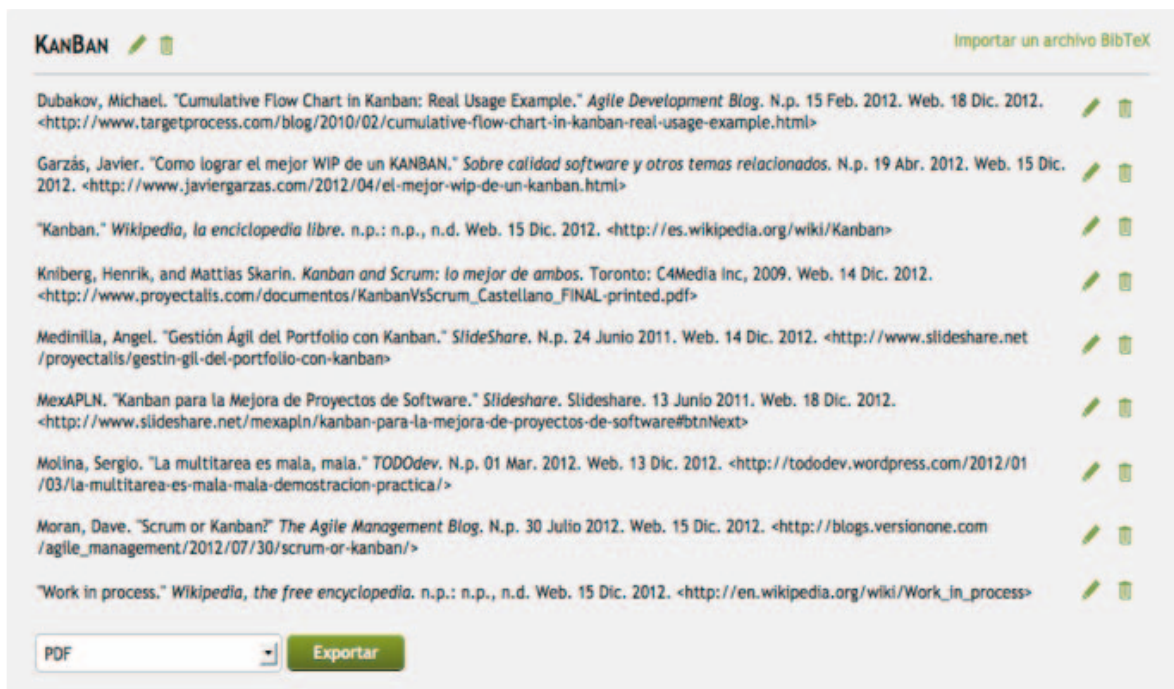 KANBAN
Importar un archivo BibTeX
Dubakov, Michael. "Cumulative Flow Chart in Kanban: Real Usage Example." Agile Development Blog. N.p. 15 Feb. 2012. Web. 18 Dic. 2012.
<http://www.targetprocess.com/blog/2010/02/cumulative-flow-chart-in-kanban-real-usage-example.html>
Garzás, Javier. "Como lograr el mejor WIP de un KANBAN." Sobre calidad software y otros temas relacionados. N.p. 19 Abr. 2012. Web. 15 Dic.
2012. <http://www.javiergarzas.com/2012/04/el-mejor-wip-de-un-kanban.html>
"Kanban." Wikipedia, la enciclopedia libre. n.p.: n.p., n.d. Web. 15 Dic. 2012. <http://es.wikipedia.org/wiki/Kanban>
Kniberg, Henrik, and Mattias Skarin. Kanban and Scrum: lo mejor de ambos. Toronto: C4Media Inc, 2009. Web. 14 Dic. 2012.
<http://www.proyectalis.com/documentos/KanbanVsScrum_Castellano_FINAL-printed.pdf>
Medinilla, Angel. "Gestión Ágil del Portfolio con Kanban." SlideShare. N.p. 24 Junio 2011. Web. 14 Dic. 2012. <http://www.slideshare.net
/proyectalis/gestin-gil-del-portfolio-con-kanban>
MexAPLN. "Kanban para la Mejora de Proyectos de Software." Slideshare. Slideshare. 13 Junio 2011. Web. 18 Dic. 2012.
<http://www.slideshare.net/mexapln/kanban-para-la-mejora-de-proyectos-de-software#btnNext>
Molina, Sergio. "La multitarea es mala, mala." TODOdev. N.p. 01 Mar. 2012. Web. 13 Dic. 2012. <http://tododev.wordpress.com/2012/01
/03/la-multitarea-es-mala-mala-demostracion-practica/>
Moran, Dave. "Scrum or Kanban?" The Agile Management Blog. N.p. 30 Julio 2012. Web. 15 Dic. 2012. <http://blogs.versionone.com
/agile_management/2012/07/30/scrum-or-kanban/>
"Work in process." Wikipedia, the free encyclopedia. n.p.: n.p., n.d. Web. 15 Dic. 2012. <http://en.wikipedia.org/wiki/Work_in_process>
PDF
Exportar